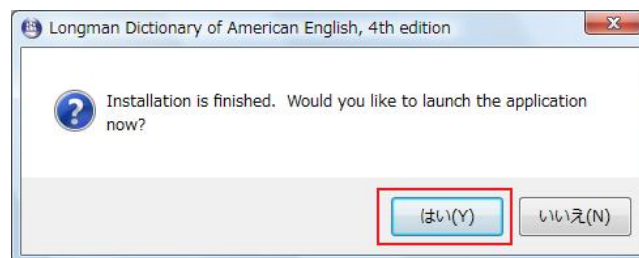 Longman Dictionary of American English, 4th edition
Installation is finished. Would you like to launch the application
now?
はい(Y) いいえ(N)